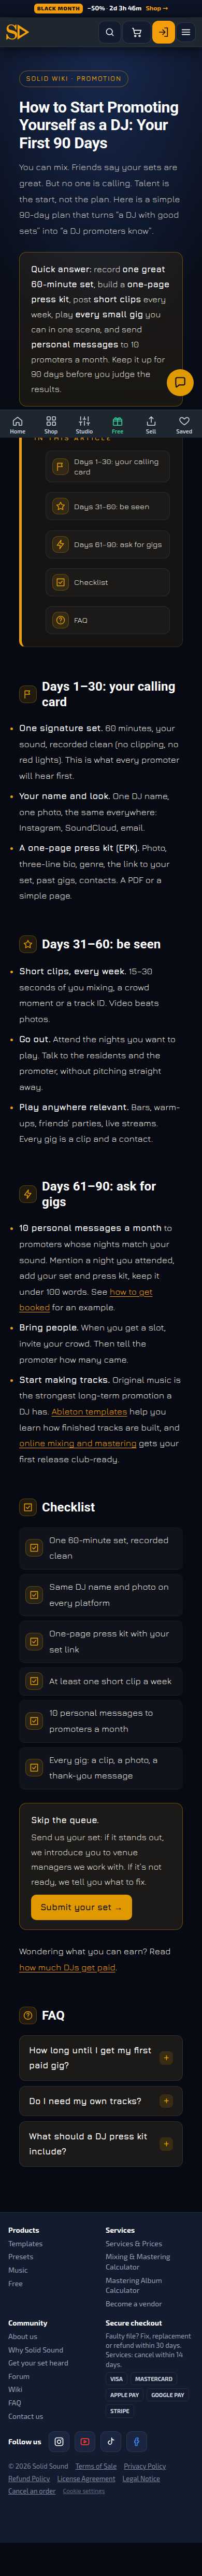 BLACK MONTH -50% · 2d 3h 46m Shop →
SD
SOLID WIKI · PROMOTION
How to Start Promoting
Yourself as a DJ: Your
First 90 Days
You can mix. Friends say your sets are
great. But no one is calling. Talent is
the start, not the plan. Here is a simple
90-day plan that turns “a DJ with good
sets” into “a DJ promoters know”.
Quick answer: record one great
60-minute set, build a one-page
press kit, post short clips every
week, play every small gig you
can in one scene, and send
personal messages to 10
promoters a month. Keep it up for
90 days before you judge the
results.
Home
Shop
Studio
Free
Sell
Saved
IN THIS ARTICLE
Days 1–30: your calling
card
Days 31–60: be seen
Days 61–90: ask for gigs
Checklist
FAQ
Days 1–30: your calling
card
• One signature set. 60 minutes, your
sound, recorded clean (no clipping, no
red lights). This is what every promoter
will hear first.
• Your name and look. One DJ name,
one photo, the same everywhere:
Instagram, SoundCloud, email.
• A one-page press kit (EPK). Photo,
three-line bio, genre, the link to your
set, past gigs, contacts. A PDF or a
simple page.
Days 31–60: be seen
• Short clips, every week. 15–30
seconds of you mixing, a crowd
moment or a track ID. Video beats
photos.
• Go out. Attend the nights you want to
play. Talk to the residents and the
promoter, without pitching straight
away.
• Play anywhere relevant. Bars, warm-
ups, friends’ parties, live streams.
Every gig is a clip and a contact.
Days 61–90: ask for
gigs
• 10 personal messages a month to
promoters whose nights match your
sound. Mention a night you attended,
add your set and press kit, keep it
under 100 words. See how to get
booked for an example.
• Bring people. When you get a slot,
invite your crowd. Then tell the
promoter how many came.
• Start making tracks. Original music is
the strongest long-term promotion a
DJ has. Ableton templates help you
learn how finished tracks are built, and
online mixing and mastering gets your
first release club-ready.
Checklist
One 60-minute set, recorded
clean
Same DJ name and photo on
every platform
One-page press kit with your
set link
At least one short clip a week
10 personal messages to
promoters a month
Every gig: a clip, a photo, a
thank-you message
Skip the queue.
Send us your set: if it stands out,
we introduce you to venue
managers we work with. If it’s not
ready, we tell you what to fix.
Submit your set →
Wondering what you can earn? Read
how much DJs get paid.
FAQ
How long until I get my first
paid gig?
+
Do I need my own tracks?
+
What should a DJ press kit
include?
+
Products
Templates
Presets
Music
Free
Services
Services & Prices
Mixing & Mastering
Calculator
Mastering Album
Calculator
Become a vendor
Community
About us
Why Solid Sound
Get your set heard
Forum
Wiki
FAQ
Contact us
Secure checkout
Faulty file? Fix, replacement
or refund within 30 days.
Services: cancel within 14
days.
VISA MASTERCARD
APPLE PAY GOOGLE PAY
STRIPE
Follow us
© 2026 Solid Sound Terms of Sale Privacy Policy
Refund Policy License Agreement Legal Notice
Cancel an order Cookie settings